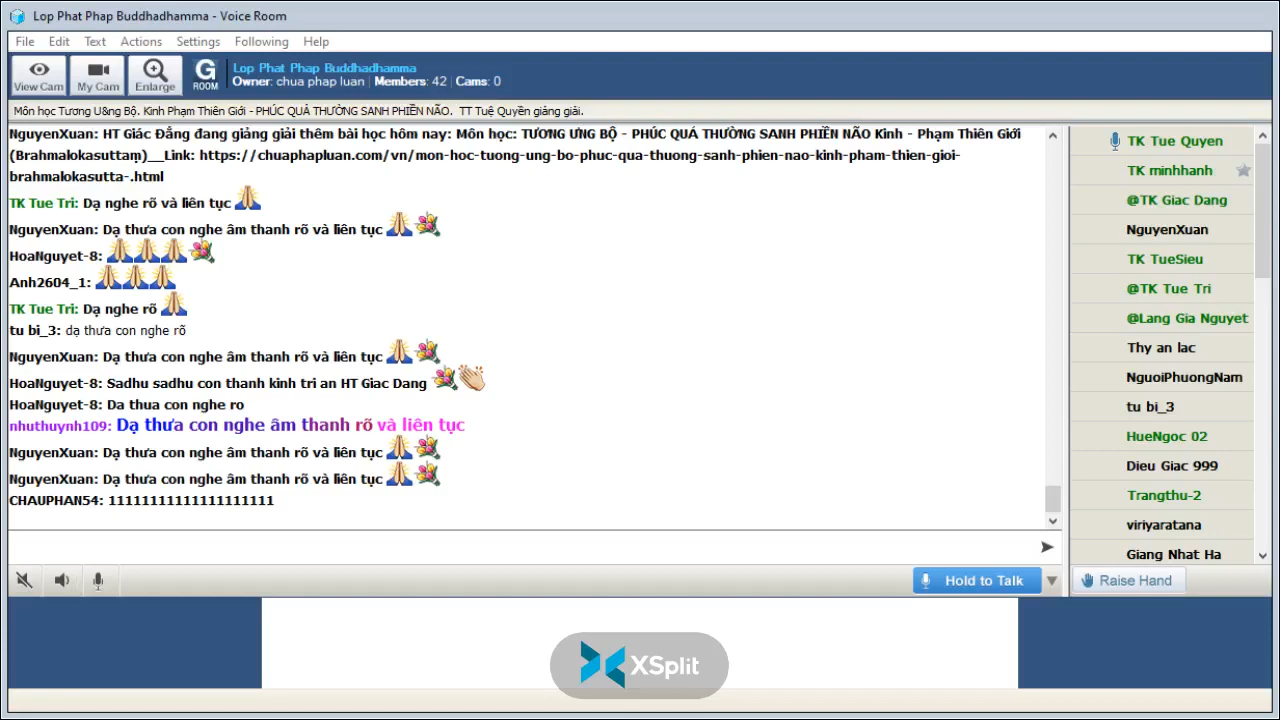 Lop Phat Phap Buddhadhamma - Voice Room
File Edit Text Actions Settings Following Help
View Cam My Cam Enlarge G ROOM
Lop Phat Phap Buddhadhamma
Owner: chua phap luan | Members: 42 | Cams: 0
Môn học Tương U&ng Bộ. Kinh Phạm Thiên Giới - PHÚC QUẢ THƯỜNG SANH PHIỀN NÃO. TT Tuệ Quyền giảng giải.
NguyenXuan: HT Giác Đẳng đang giảng giải thêm bài học hôm nay: Môn học: TƯƠNG ƯNG BỘ - PHÚC QUẢ THƯỜNG SANH PHIỀN NÃO Kinh - Phạm Thiên Giới
(Brahmalokasuttaṃ)__Link: https://chuaphapluan.com/vn/mon-hoc-tuong-ung-bo-phuc-qua-thuong-sanh-phien-nao-kinh-pham-thien-gioi-
brahmalokasutta-.html
TK Tue Tri: Dạ nghe rõ và liên tục
NguyenXuan: Dạ thưa con nghe âm thanh rõ và liên tục
HoaNguyet-8:
Anh2604_1:
TK Tue Tri: Dạ nghe rõ
tu bi_3: dạ thưa con nghe rõ
NguyenXuan: Dạ thưa con nghe âm thanh rõ và liên tục
HoaNguyet-8: Sadhu sadhu con thanh kinh tri an HT Giac Dang
HoaNguyet-8: Da thua con nghe ro
nhuthuynh109: Dạ thưa con nghe âm thanh rõ và liên tục
NguyenXuan: Dạ thưa con nghe âm thanh rõ và liên tục
NguyenXuan: Dạ thưa con nghe âm thanh rõ và liên tục
CHAUPHAN54: 11111111111111111111
TK Tue Quyen
TK minhhanh
@TK Giac Dang
NguyenXuan
TK TueSieu
@TK Tue Tri
@Lang Gia Nguyet
Thy an lac
NguoiPhuongNam
tu bi_3
HueNgoc 02
Dieu Giac 999
Trangthu-2
viriyaratana
Giang Nhat Ha
Hold to Talk
Raise Hand
XSplit